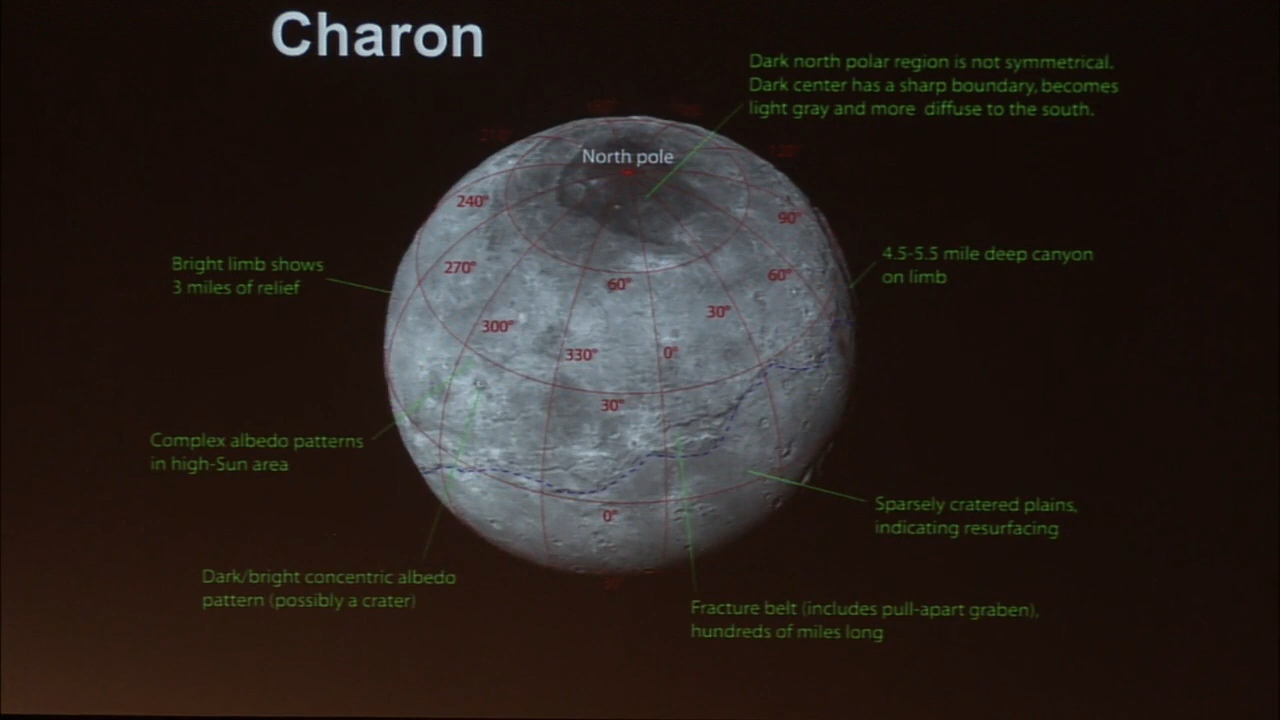 Charon
Dark north polar region is not symmetrical.
Dark center has a sharp boundary, becomes
light gray and more diffuse to the south.
North pole
240°
90°
Bright limb shows
3 miles of relief
4.5-5.5 mile deep canyon
on limb
270°
60°
60°
30°
300°
330°
0°
30°
Complex albedo patterns
in high-Sun area
Sparsely cratered plains,
indicating resurfacing
0°
Dark/bright concentric albedo
pattern (possibly a crater)
Fracture belt (includes pull-apart graben),
hundreds of miles long